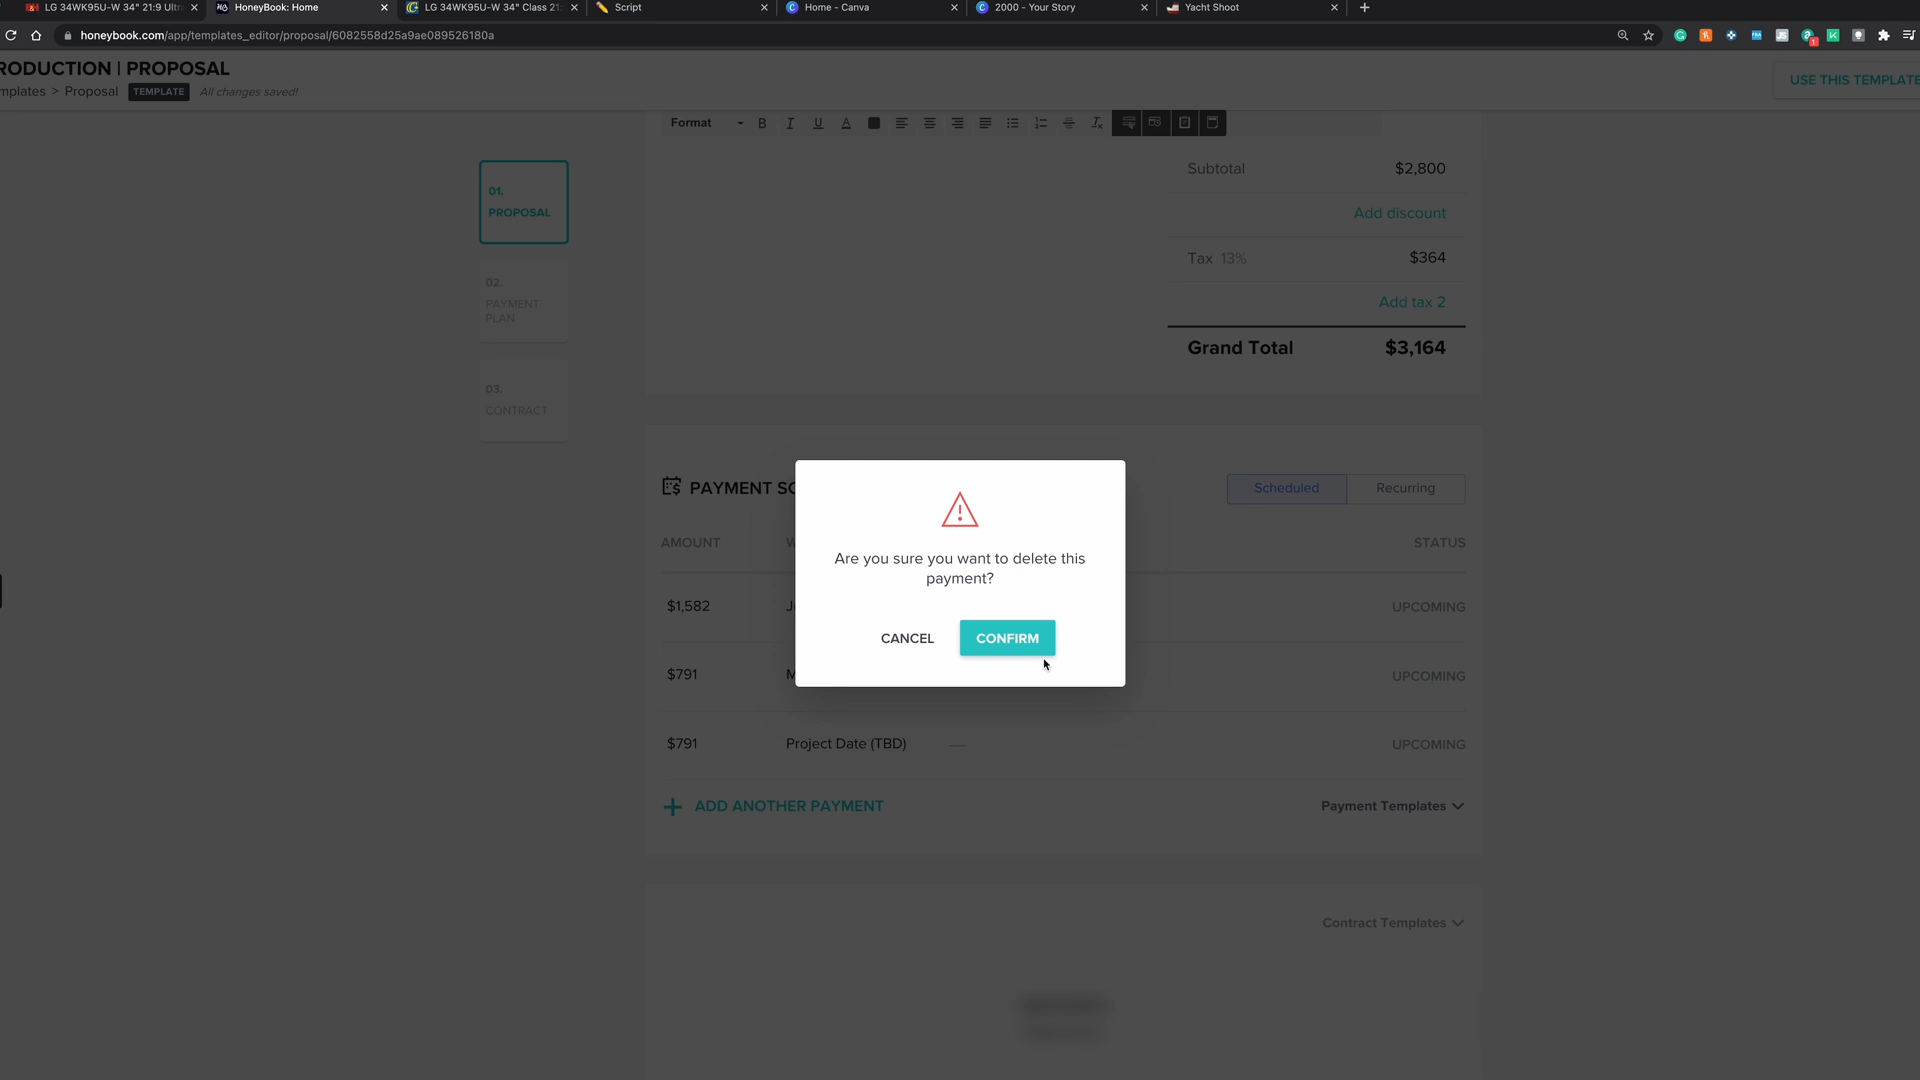 LG 34WK95U-W 34" 21:9 Ultr
HoneyBook: Home
LG 34WK95U-W 34" Class 21:
Script
Home - Canva
2000 - Your Story
Yacht Shoot
honeybook.com/app/templates_editor/proposal/6082558d25a9ae089526180a
RODUCTION | PROPOSAL
mplates > Proposal TEMPLATE All changes saved!
USE THIS TEMPLATE
Format
01.
PROPOSAL
02.
PAYMENT
PLAN
03.
CONTRACT
Subtotal $2,800
Add discount
Tax 13% $364
Add tax 2
Grand Total $3,164
PAYMENT SC
Scheduled Recurring
AMOUNT W STATUS
$1,582 UPCOMING
$791 M UPCOMING
$791 Project Date (TBD) UPCOMING
ADD ANOTHER PAYMENT
Payment Templates
Contract Templates
Are you sure you want to delete this
payment?
CANCEL CONFIRM